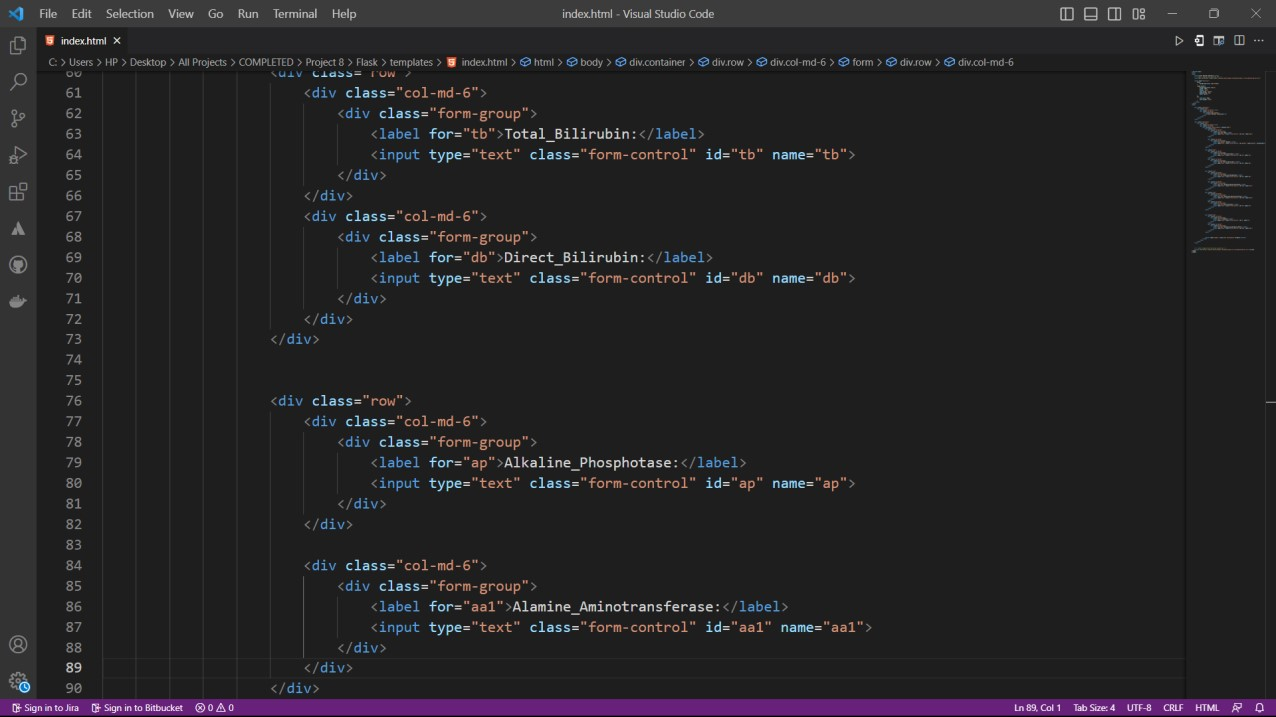 File Edit Selection View Go Run Terminal Help
index.html - Visual Studio Code
index.html
C: > Users > HP > Desktop > All Projects > COMPLETED > Project 8 > Flask > templates > index.html > html > body > div.container > div.row > div.col-md-6 > form > div.row > div.col-md-6
60 <div class="row">
61 <div class="col-md-6">
62 <div class="form-group">
63 <label for="tb">Total_Bilirubin:</label>
64 <input type="text" class="form-control" id="tb" name="tb">
65 </div>
66 </div>
67 <div class="col-md-6">
68 <div class="form-group">
69 <label for="db">Direct_Bilirubin:</label>
70 <input type="text" class="form-control" id="db" name="db">
71 </div>
72 </div>
73 </div>
74
75
76 <div class="row">
77 <div class="col-md-6">
78 <div class="form-group">
79 <label for="ap">Alkaline_Phosphotase:</label>
80 <input type="text" class="form-control" id="ap" name="ap">
81 </div>
82 </div>
83
84 <div class="col-md-6">
85 <div class="form-group">
86 <label for="aa1">Alamine_Aminotransferase:</label>
87 <input type="text" class="form-control" id="aa1" name="aa1">
88 </div>
89 </div>
90 </div>
Sign in to Jira Sign in to Bitbucket 0 0 Ln 89, Col 1 Tab Size: 4 UTF-8 CRLF HTML